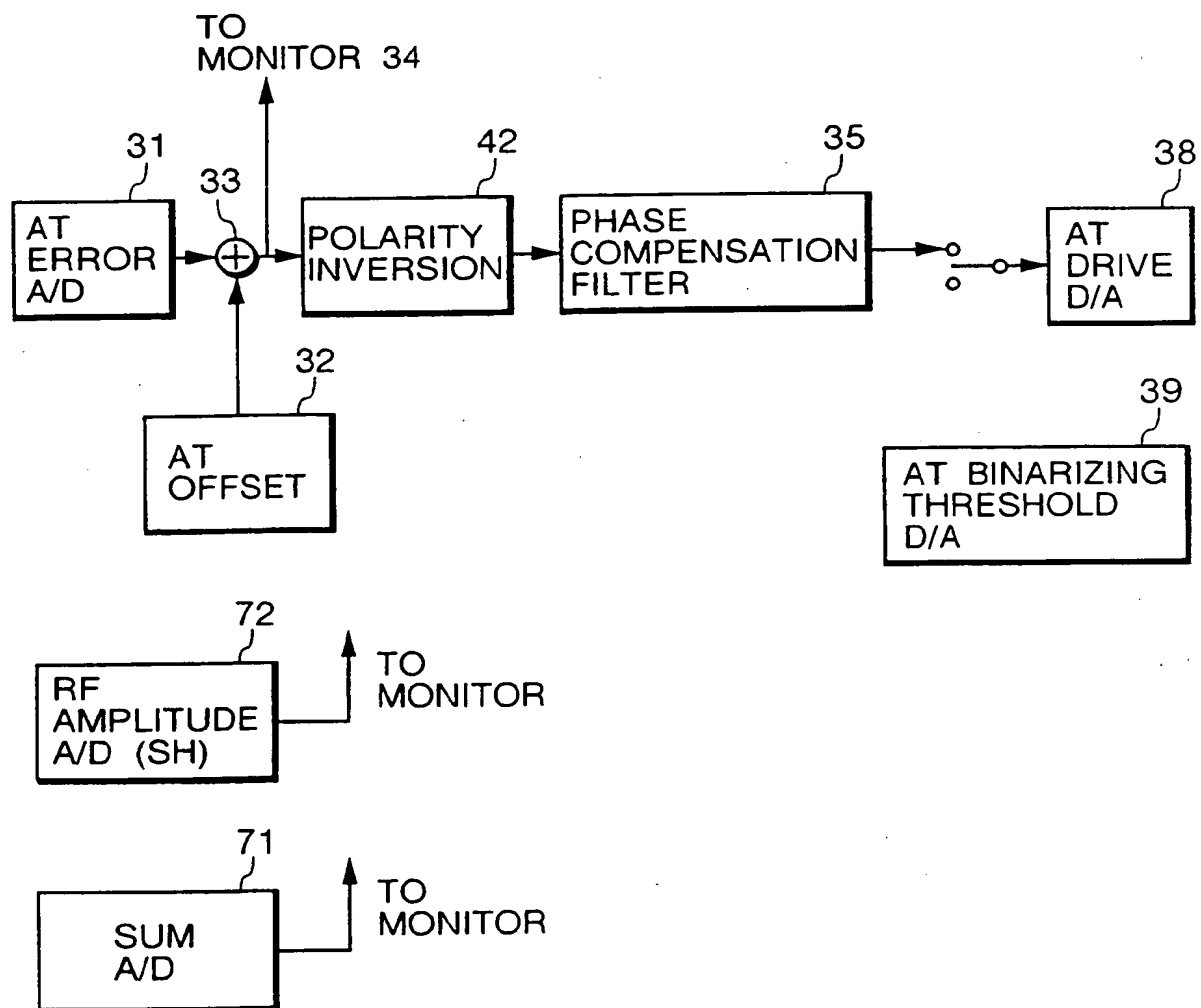 TO
MONITOR 34
31
33
42
35
38
AT
ERROR
A/D
+
POLARITY
INVERSION
PHASE
COMPENSATION
FILTER
AT
DRIVE
D/A
32
AT
OFFSET
39
AT BINARIZING
THRESHOLD
D/A
72
RF
AMPLITUDE
A/D (SH)
TO
MONITOR
71
SUM
A/D
TO
MONITOR